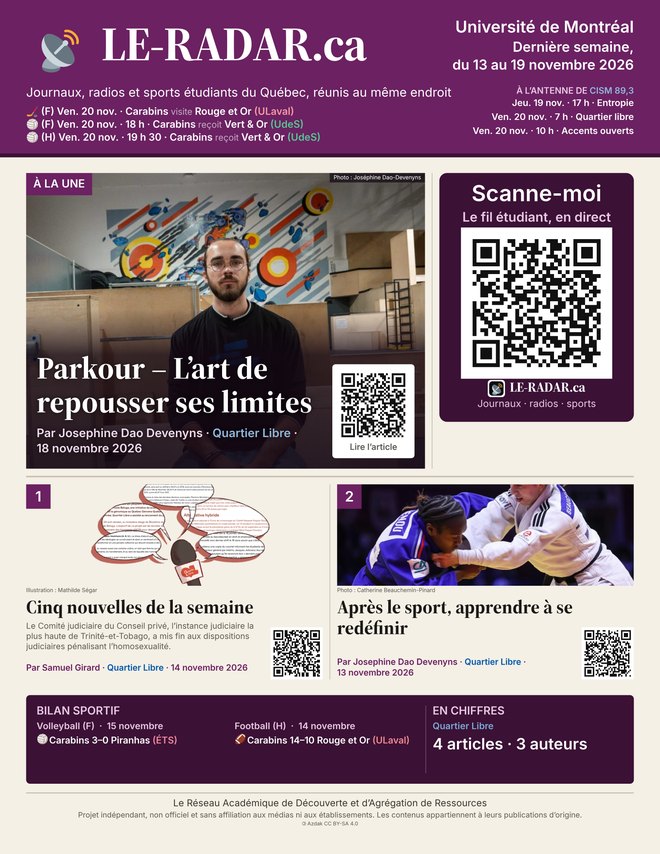 LE-RADAR.ca
Université de Montréal
Dernière semaine,
du 13 au 19 novembre 2026
Journaux, radios et sports étudiants du Québec, réunis au même endroit
(F) Ven. 20 nov. · Carabins visite Rouge et Or (ULaval)
(F) Ven. 20 nov. · 18 h · Carabins reçoit Vert & Or (UdeS)
(H) Ven. 20 nov. · 19 h 30 · Carabins reçoit Vert & Or (UdeS)
À L'ANTENNE DE CISM 89,3
Jeu. 19 nov. · 17 h · Entropie
Ven. 20 nov. · 7 h · Quartier libre
Ven. 20 nov. · 10 h · Accents ouverts
À LA UNE
Photo : Joséphine Dao-Devenyns
Parkour – L'art de
repousser ses limites
Par Josephine Dao Devenyns · Quartier Libre ·
18 novembre 2026
Lire l'article
Scanne-moi
Le fil étudiant, en direct
LE-RADAR.ca
Journaux · radios · sports
1
Illustration : Mathilde Ségar
Cinq nouvelles de la semaine
Le Comité judiciaire du Conseil privé, l'instance judiciaire la
plus haute de Trinité-et-Tobago, a mis fin aux dispositions
judiciaires pénalisant l'homosexualité.
Par Samuel Girard · Quartier Libre · 14 novembre 2026
2
Photo : Catherine Beauchemin-Pinard
Après le sport, apprendre à se
redéfinir
Par Josephine Dao Devenyns · Quartier Libre ·
13 novembre 2026
BILAN SPORTIF
Volleyball (F) · 15 novembre
Carabins 3–0 Piranhas (ÉTS)
Football (H) · 14 novembre
Carabins 14–10 Rouge et Or (ULaval)
EN CHIFFRES
Quartier Libre
4 articles · 3 auteurs
Le Réseau Académique de Découverte et d'Agrégation de Ressources
Projet indépendant, non officiel et sans affiliation aux médias ni aux établissements. Les contenus appartiennent à leurs publications d'origine.
Azdak CC BY-SA 4.0